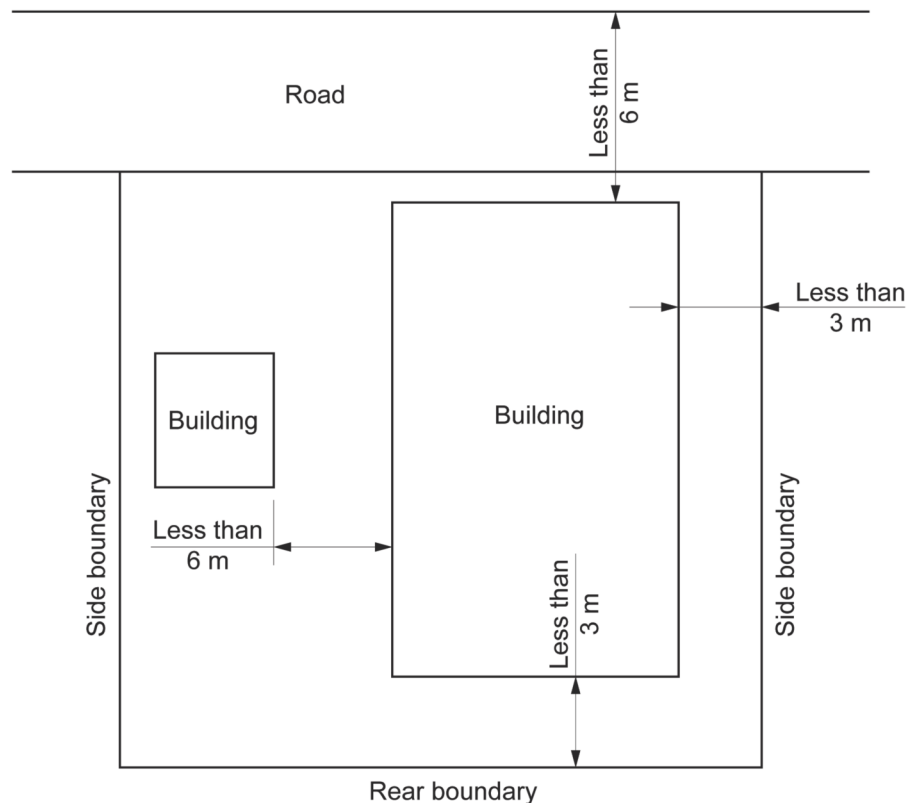 Road
Less than
6 m
Less than
3 m
Building
Building
Less than
6 m
Less than
3 m
Side boundary
Side boundary
Rear boundary